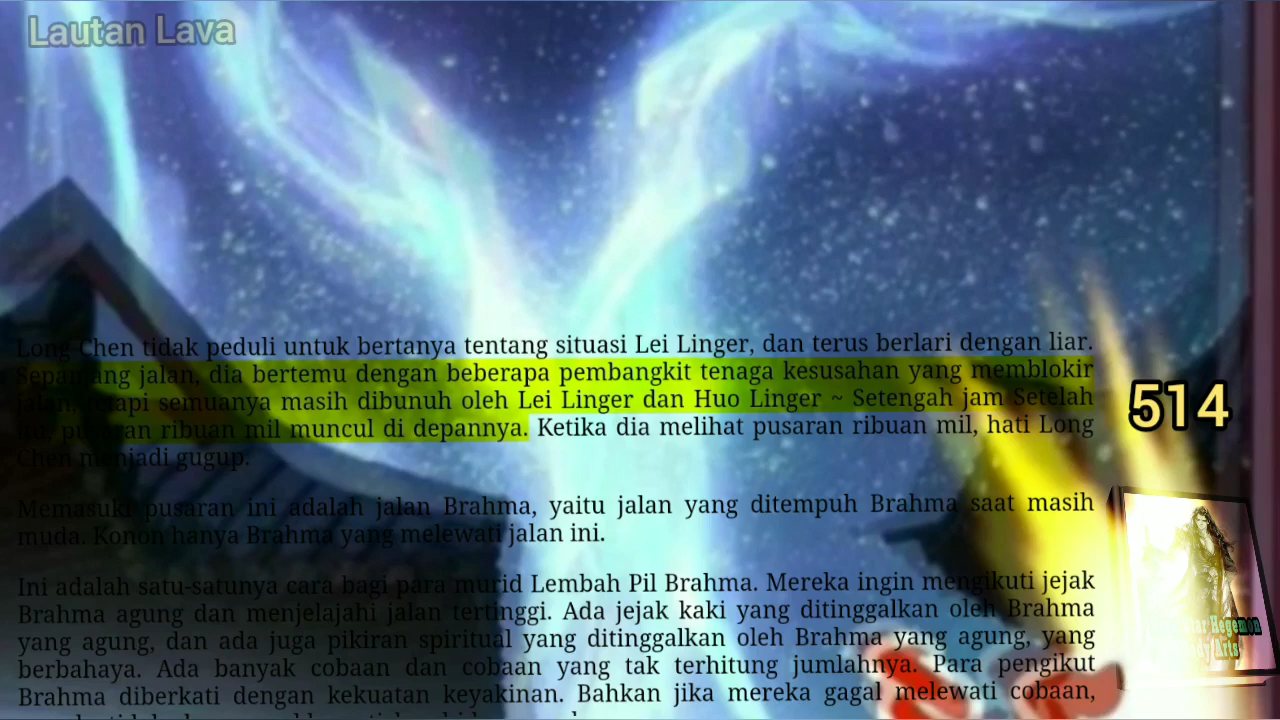 Lautan Lava
Long Chen tidak peduli untuk bertanya tentang situasi Lei Linger, dan terus berlari dengan liar.
Sepanjang jalan, dia bertemu dengan beberapa pembangkit tenaga kesusahan yang memblokir
jalan, tetapi semuanya masih dibunuh oleh Lei Linger dan Huo Linger ~ Setengah jam Setelah
itu, pusaran ribuan mil muncul di depannya. Ketika dia melihat pusaran ribuan mil, hati Long
Chen menjadi gugup.
Memasuki pusaran ini adalah jalan Brahma, yaitu jalan yang ditempuh Brahma saat masih
muda. Konon hanya Brahma yang melewati jalan ini.
Ini adalah satu-satunya cara bagi para murid Lembah Pil Brahma. Mereka ingin mengikuti jejak
Brahma agung dan menjelajahi jalan tertinggi. Ada jejak kaki yang ditinggalkan oleh Brahma
yang agung, dan ada juga pikiran spiritual yang ditinggalkan oleh Brahma yang agung, yang
berbahaya. Ada banyak cobaan dan cobaan yang tak terhitung jumlahnya. Para pengikut
Brahma diberkati dengan kekuatan keyakinan. Bahkan jika mereka gagal melewati cobaan,
514
Hegemon
Arts